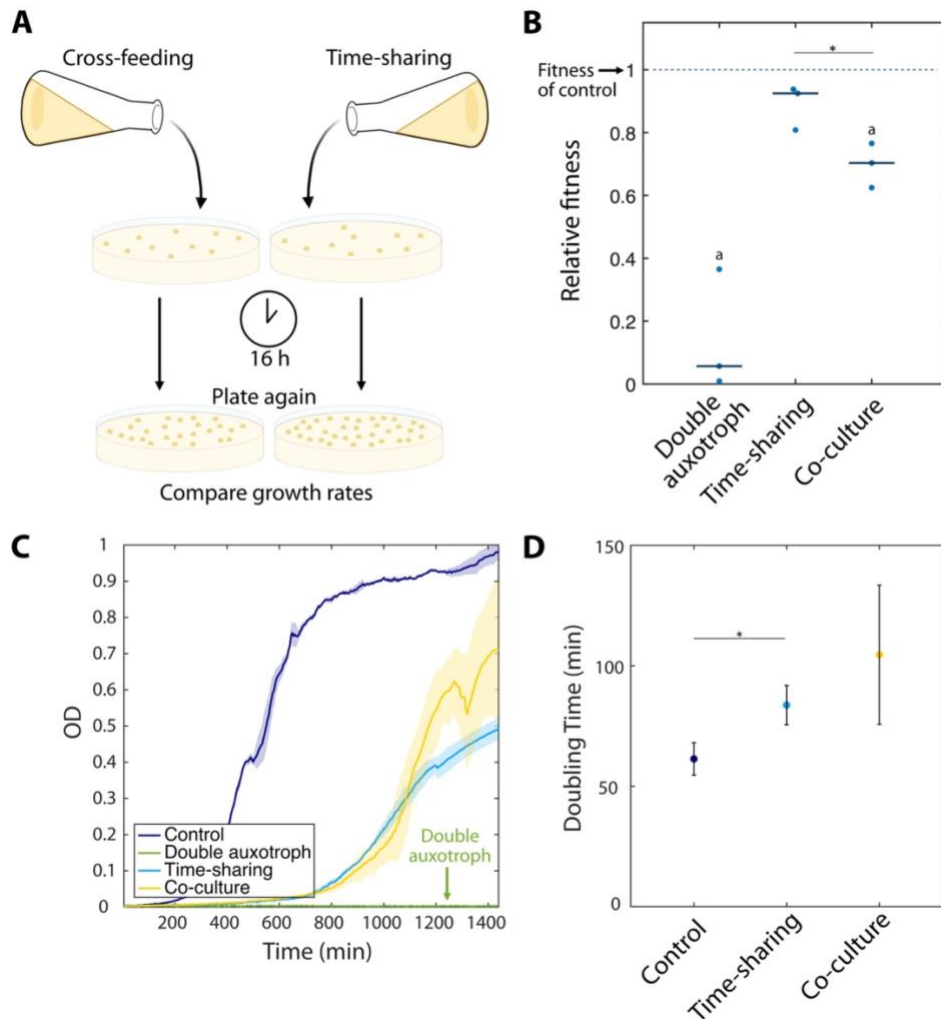 A
Cross-feeding
Time-sharing
16 h
Plate again
Compare growth rates
B
*
Fitness
of control
1
a
0.8
0.6
0.4
a
0.2
0
Relative fitness
Double
auxotroph
Time-sharing
Co-culture
C
1
0.9
0.8
0.7
0.6
0.5
0.4
0.3
0.2
0.1
0
OD
Control
Double auxotroph
Time-sharing
Co-culture
Double
auxotroph
200 400 600 800 1000 1200 1400
Time (min)
D
150
*
100
50
0
Doubling Time (min)
Control
Time-sharing
Co-culture